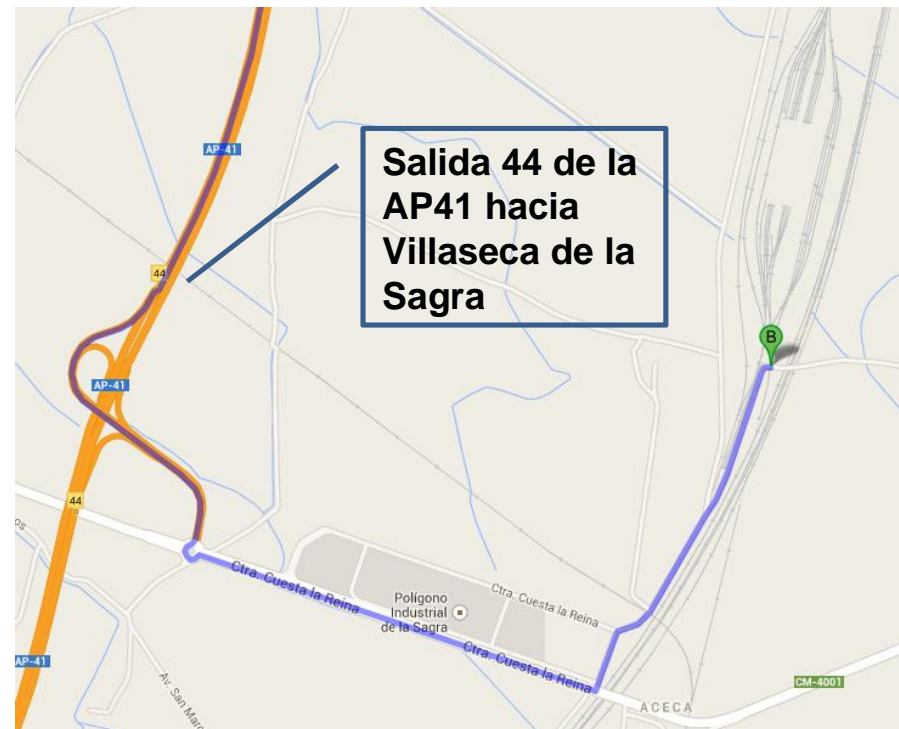 AP-41
Salida 44 de la
AP41 hacia
Villaseca de la
Sagra
44
B
AP-41
44
os
Ctra. Cuesta la Reina
Ctra. Cuesta la Reina
Polígono
Industrial
de la Sagra
Ctra. Cuesta la Reina
AP-41
Av. San Marc
CM-4001
ACECA